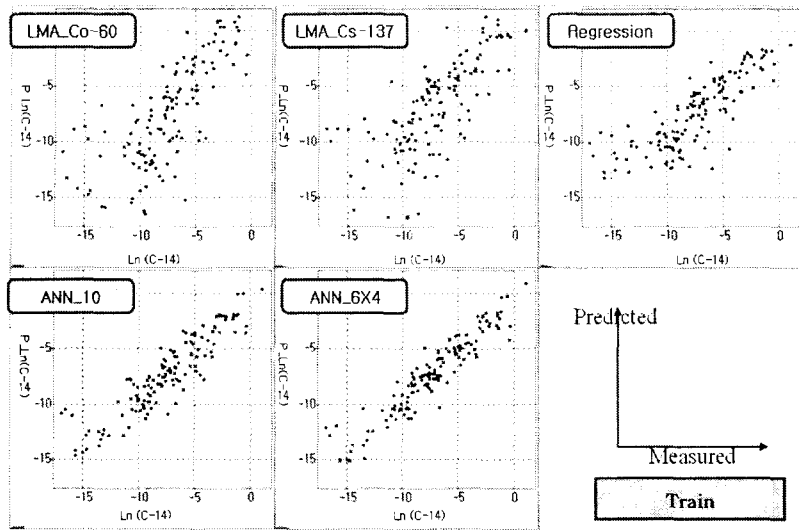 LMA_Co-60
LMA_Cs-137
Regression
P_Ln(C-14)
-5
-10
-15
-15
-10
-5
0
Ln (C-14)
P_Ln(C-14)
-5
-10
-15
-15
-10
-5
0
Ln (C-14)
P_Ln(C-14)
-5
-10
-15
-15
-10
-5
0
Ln (C-14)
ANN_10
ANN_6X4
P_Ln(C-4)
-5
-10
-15
-15
-10
-5
0
Ln (C-14)
P_Ln(C-14)
-5
-10
-15
-15
-10
-5
0
Ln (C-14)
Predicted
Measured
Train